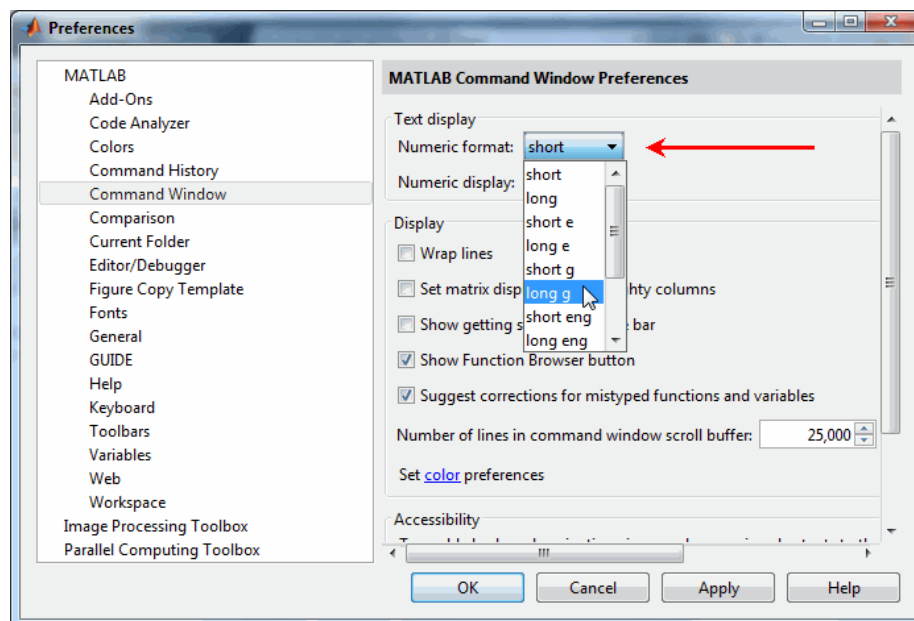 Preferences
MATLAB
Add-Ons
Code Analyzer
Colors
Command History
Command Window
Comparison
Current Folder
Editor/Debugger
Figure Copy Template
Fonts
General
GUIDE
Help
Keyboard
Toolbars
Variables
Web
Workspace
Image Processing Toolbox
Parallel Computing Toolbox
MATLAB Command Window Preferences
Text display
Numeric format: short
Numeric display:
short
long
short e
long e
short g
long g
short eng
long eng
Display
Wrap lines
Set matrix disp hty columns
Show getting s bar
Show Function Browser button
Suggest corrections for mistyped functions and variables
Number of lines in command window scroll buffer: 25,000
Set color preferences
Accessibility
OK Cancel Apply Help